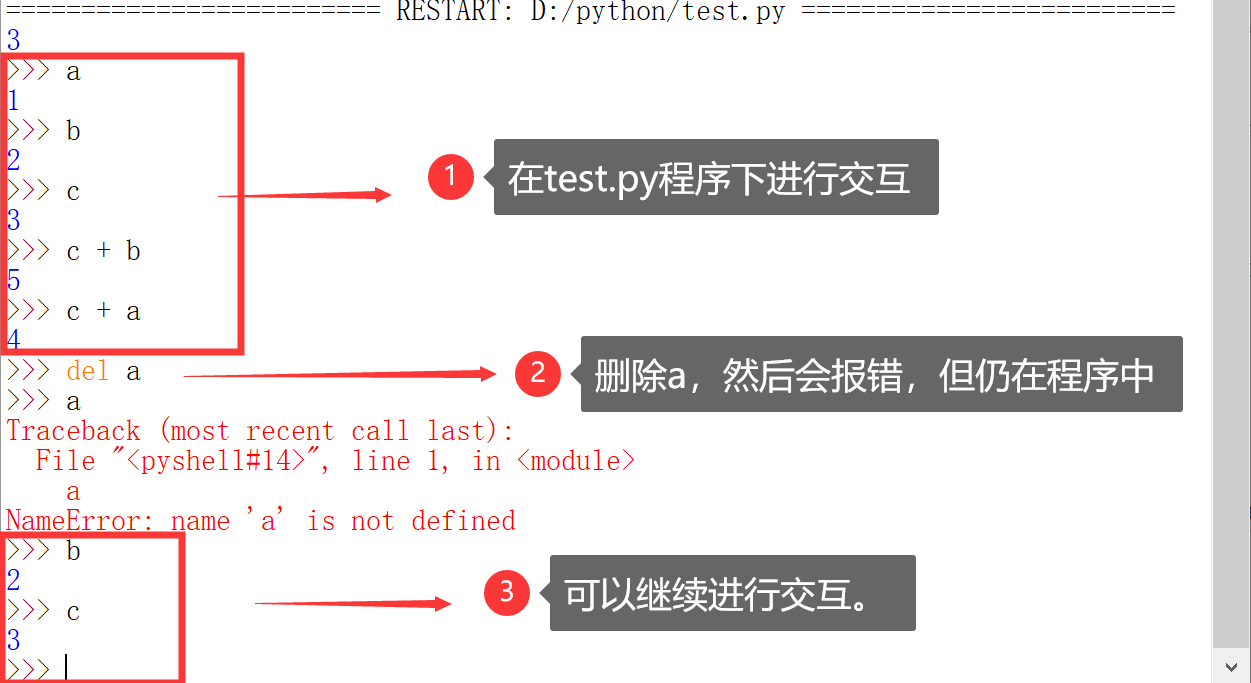 ========================= RESTART: D:/python/test.py =========================
3
>>> a
1
>>> b
2
>>> c
3
>>> c + b
5
>>> c + a
4
>>> del a
>>> a
Traceback (most recent call last):
  File "<pyshell#14>", line 1, in <module>
    a
NameError: name 'a' is not defined
>>> b
2
>>> c
3
>>>
1 在test.py程序下进行交互
2 删除a，然后会报错，但仍在程序中
3 可以继续进行交互。